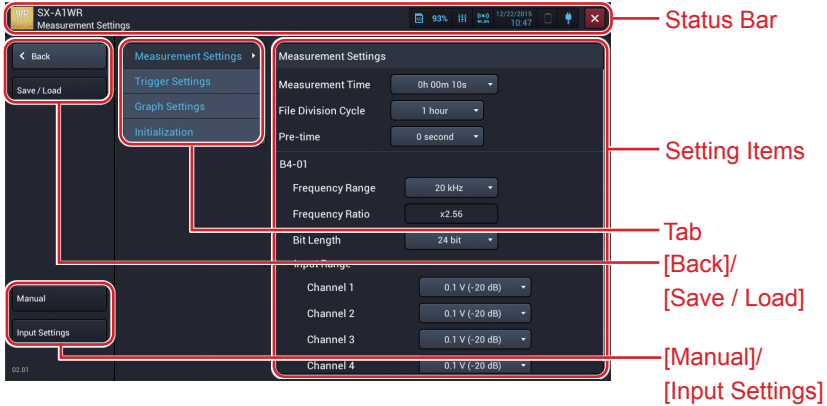 WR SX-A1WR
Measurement Settings
93% WLAN 12/22/2015
10:47
Status Bar
Back
Save / Load
Measurement Settings
Trigger Settings
Graph Settings
Initialization
Measurement Settings
Measurement Time 0h 00m 10s
File Division Cycle 1 hour
Pre-time 0 second
B4-01
Frequency Range 20 kHz
Frequency Ratio x2.56
Bit Length 24 bit
Input Range
Channel 1 0.1 V (-20 dB)
Channel 2 0.1 V (-20 dB)
Channel 3 0.1 V (-20 dB)
Channel 4 0.1 V (-20 dB)
Manual
Input Settings
02.01
Setting Items
Tab
[Back]/
[Save / Load]
[Manual]/
[Input Settings]